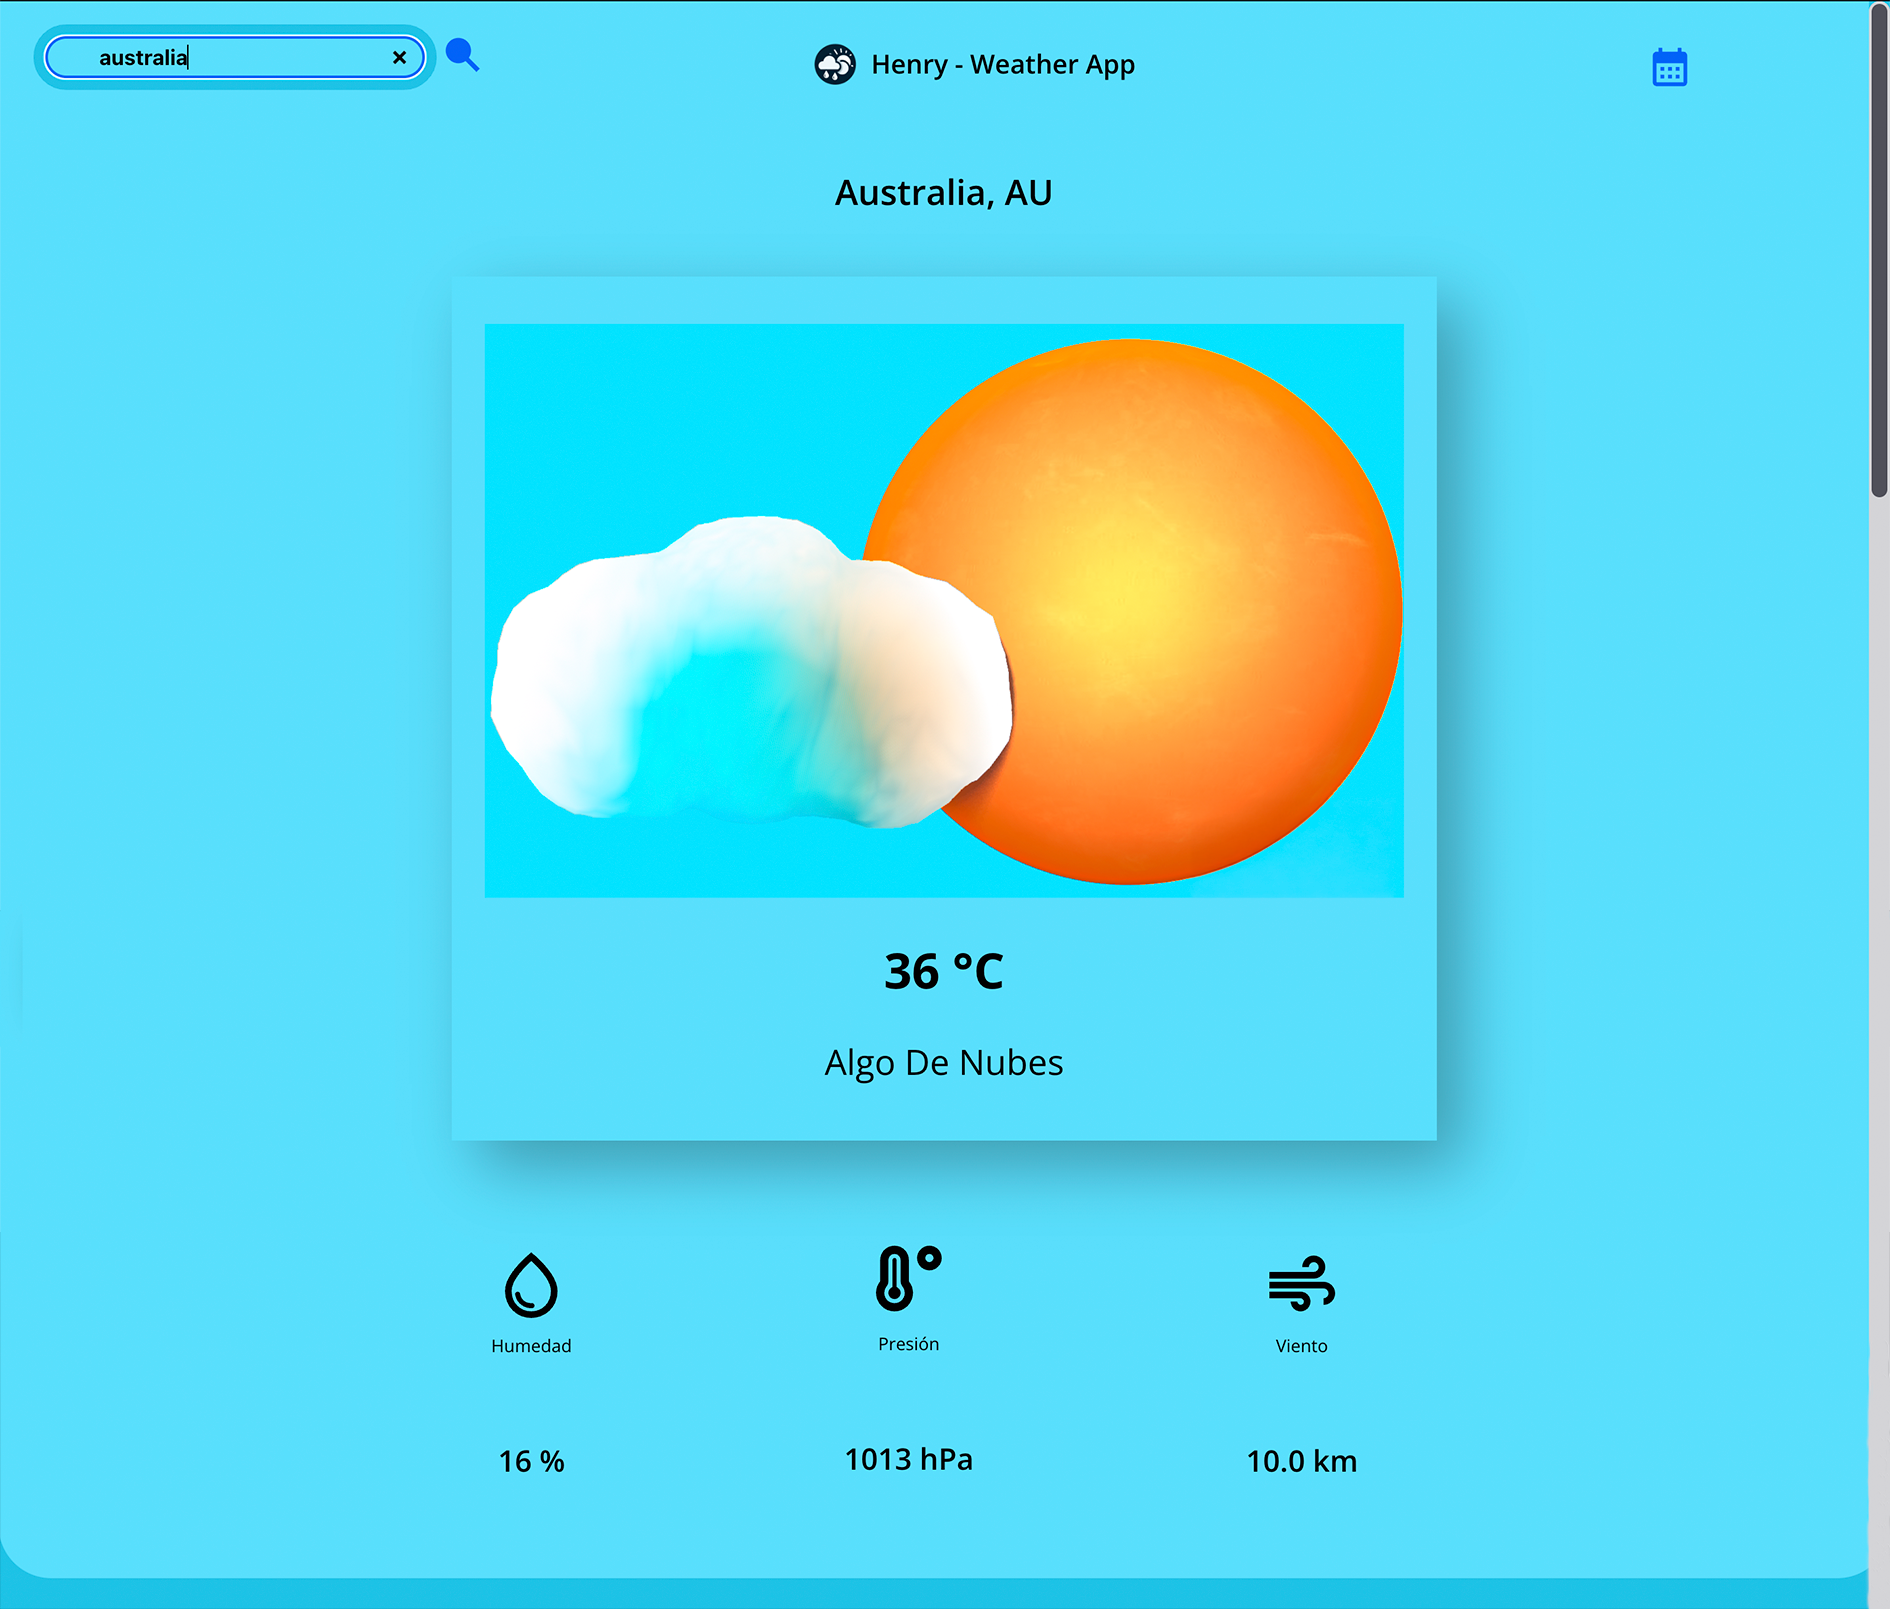 australia
Henry - Weather App
Australia, AU
36 °C
Algo De Nubes
Humedad
Presión
Viento
16 %
1013 hPa
10.0 km